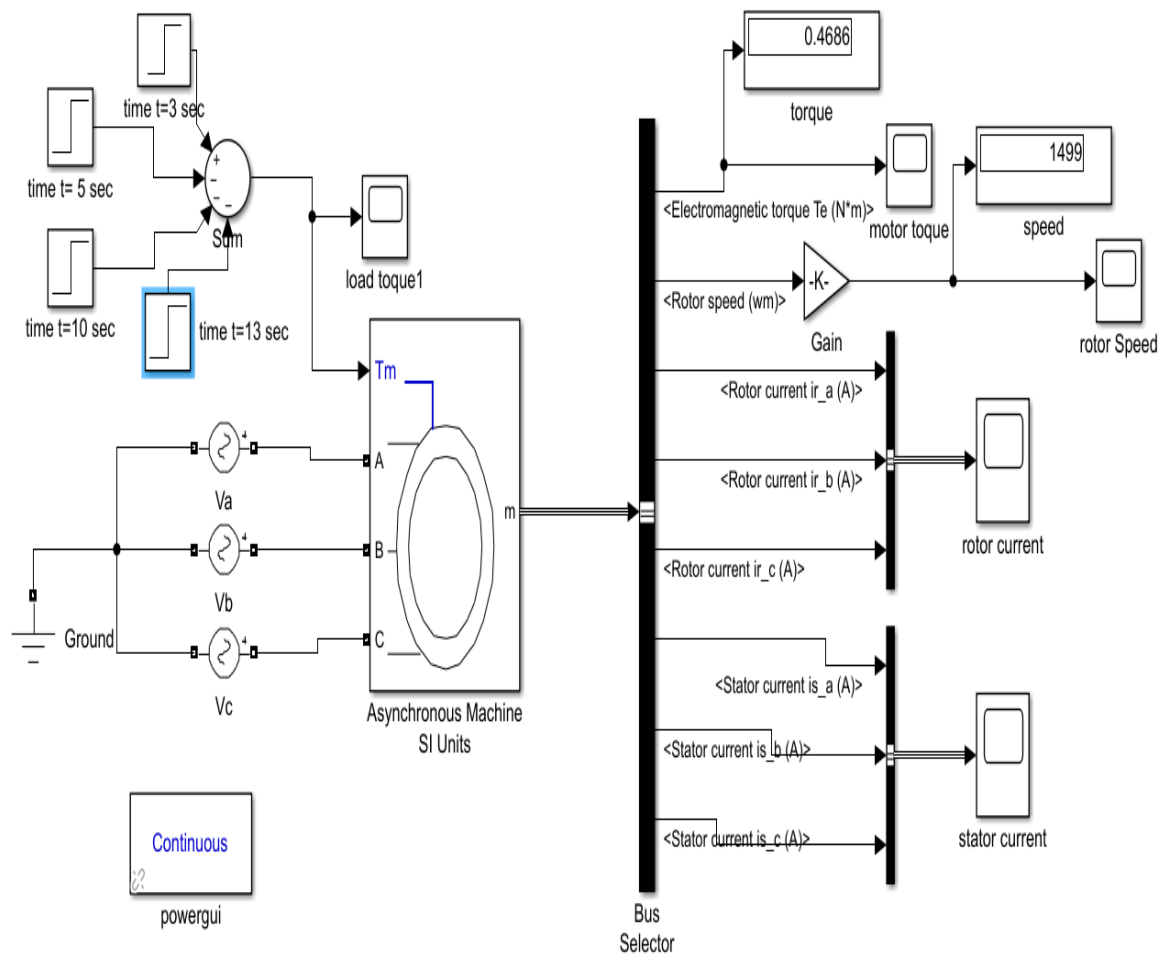 time t=3 sec
time t= 5 sec
time t=10 sec
time t=13 sec
+
-
-
-
Sum
load toque1
0.4686
torque
motor toque
1499
speed
<Electromagnetic torque Te (N*m)>
<Rotor speed (wm)>
-K-
Gain
rotor Speed
<Rotor current ir_a (A)>
<Rotor current ir_b (A)>
<Rotor current ir_c (A)>
rotor current
<Stator current is_a (A)>
<Stator current is_b (A)>
<Stator current is_c (A)>
stator current
Tm
A
B
C
m
Asynchronous Machine
SI Units
+
Va
+
Vb
+
Vc
Ground
Continuous
powergui
Bus
Selector